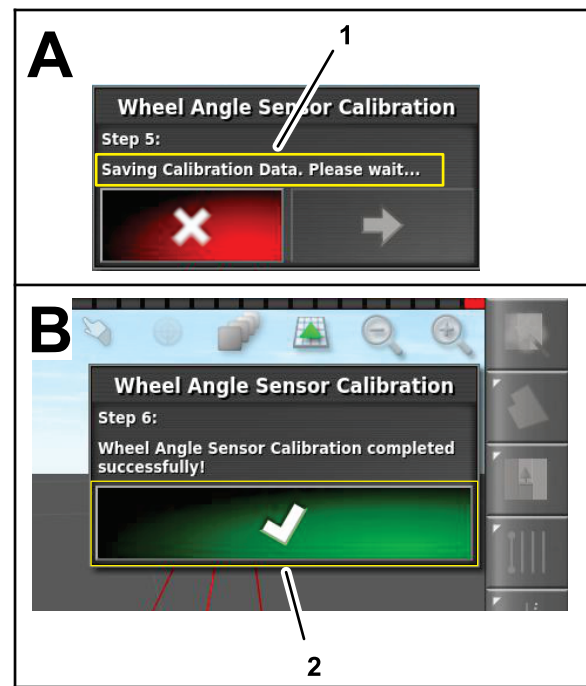 A
1
Wheel Angle Sensor Calibration
Step 5:
Saving Calibration Data. Please wait...
B
Wheel Angle Sensor Calibration
Step 6:
Wheel Angle Sensor Calibration completed
successfully!
2